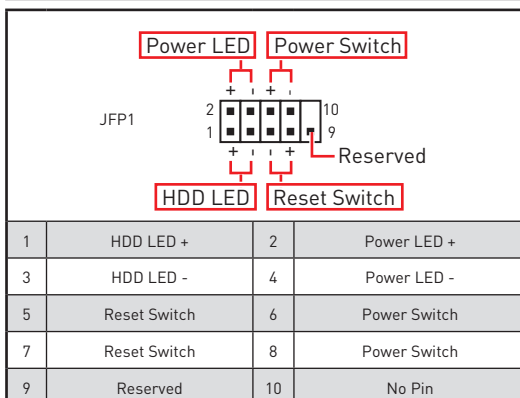 Power LED Power Switch
+ - + -
JFP1
2 10
1 9
+ - - +
Reserved
HDD LED Reset Switch
1 HDD LED + 2 Power LED +
3 HDD LED - 4 Power LED -
5 Reset Switch 6 Power Switch
7 Reset Switch 8 Power Switch
9 Reserved 10 No Pin